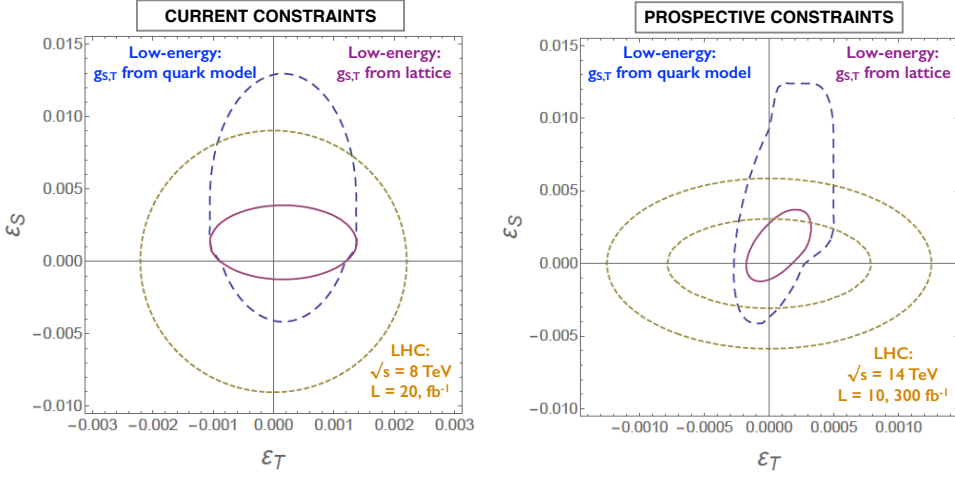 CURRENT CONSTRAINTS
Low-energy:
gS,T from quark model
Low-energy:
gS,T from lattice
0.015
0.010
0.005
0.000
−0.005
−0.010
εS
LHC:
√s = 8 TeV
L = 20, fb-1
−0.003 −0.002 −0.001 0.000 0.001 0.002 0.003
εT
PROSPECTIVE CONSTRAINTS
Low-energy:
gS,T from quark model
Low-energy:
gS,T from lattice
0.015
0.010
0.005
0.000
−0.005
−0.010
εS
LHC:
√s = 14 TeV
L = 10, 300 fb-1
−0.0010 −0.0005 0.0000 0.0005 0.0010
εT